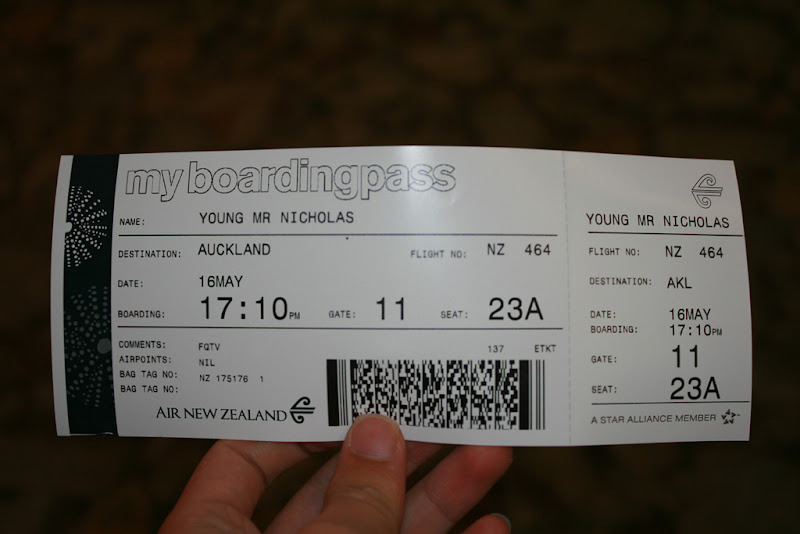 myboardingpass
NAME: YOUNG MR NICHOLAS
DESTINATION: AUCKLAND FLIGHT NO: NZ 464
DATE: 16MAY
BOARDING: 17:10PM GATE: 11 SEAT: 23A
COMMENTS: FQTV 137 ETKT
AIRPOINTS: NIL
BAG TAG NO: NZ 175176 1
BAG TAG NO:
AIR NEW ZEALAND
YOUNG MR NICHOLAS
FLIGHT NO: NZ 464
DESTINATION: AKL
DATE: 16MAY
BOARDING: 17:10PM
GATE: 11
SEAT: 23A
A STAR ALLIANCE MEMBER